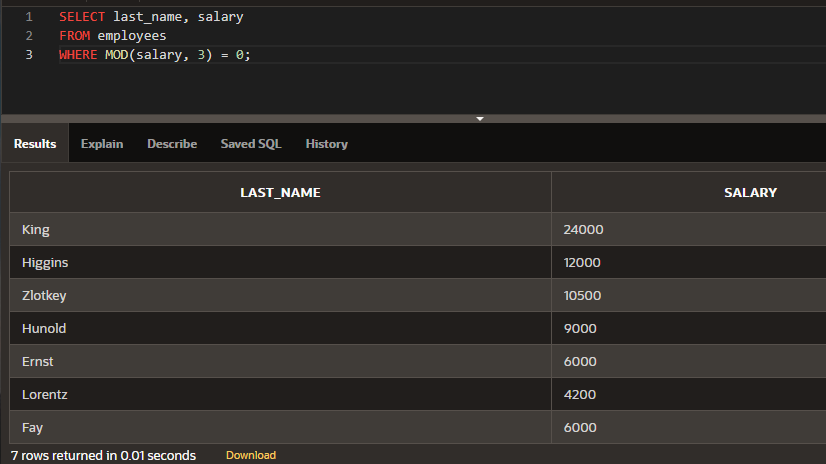 1 SELECT last_name, salary
2 FROM employees
3 WHERE MOD(salary, 3) = 0;
Results Explain Describe Saved SQL History
LAST_NAME SALARY
King 24000
Higgins 12000
Zlotkey 10500
Hunold 9000
Ernst 6000
Lorentz 4200
Fay 6000
7 rows returned in 0.01 seconds Download